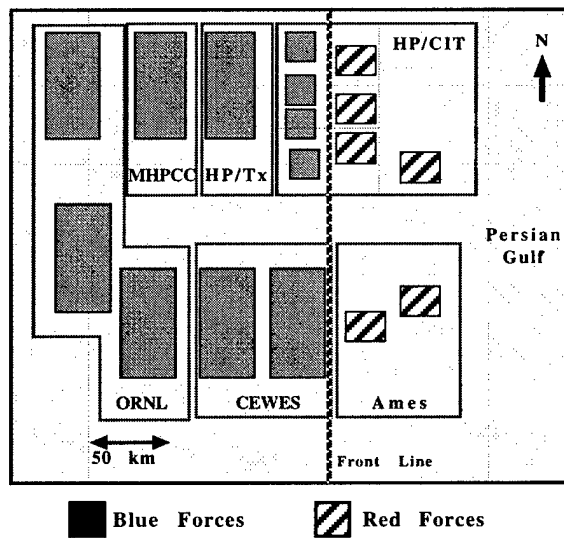 HP/CIT
N
MHPCC
HP/Tx
Persian
Gulf
ORNL
CEWES
Ames
50 km
Front Line
Blue Forces
Red Forces